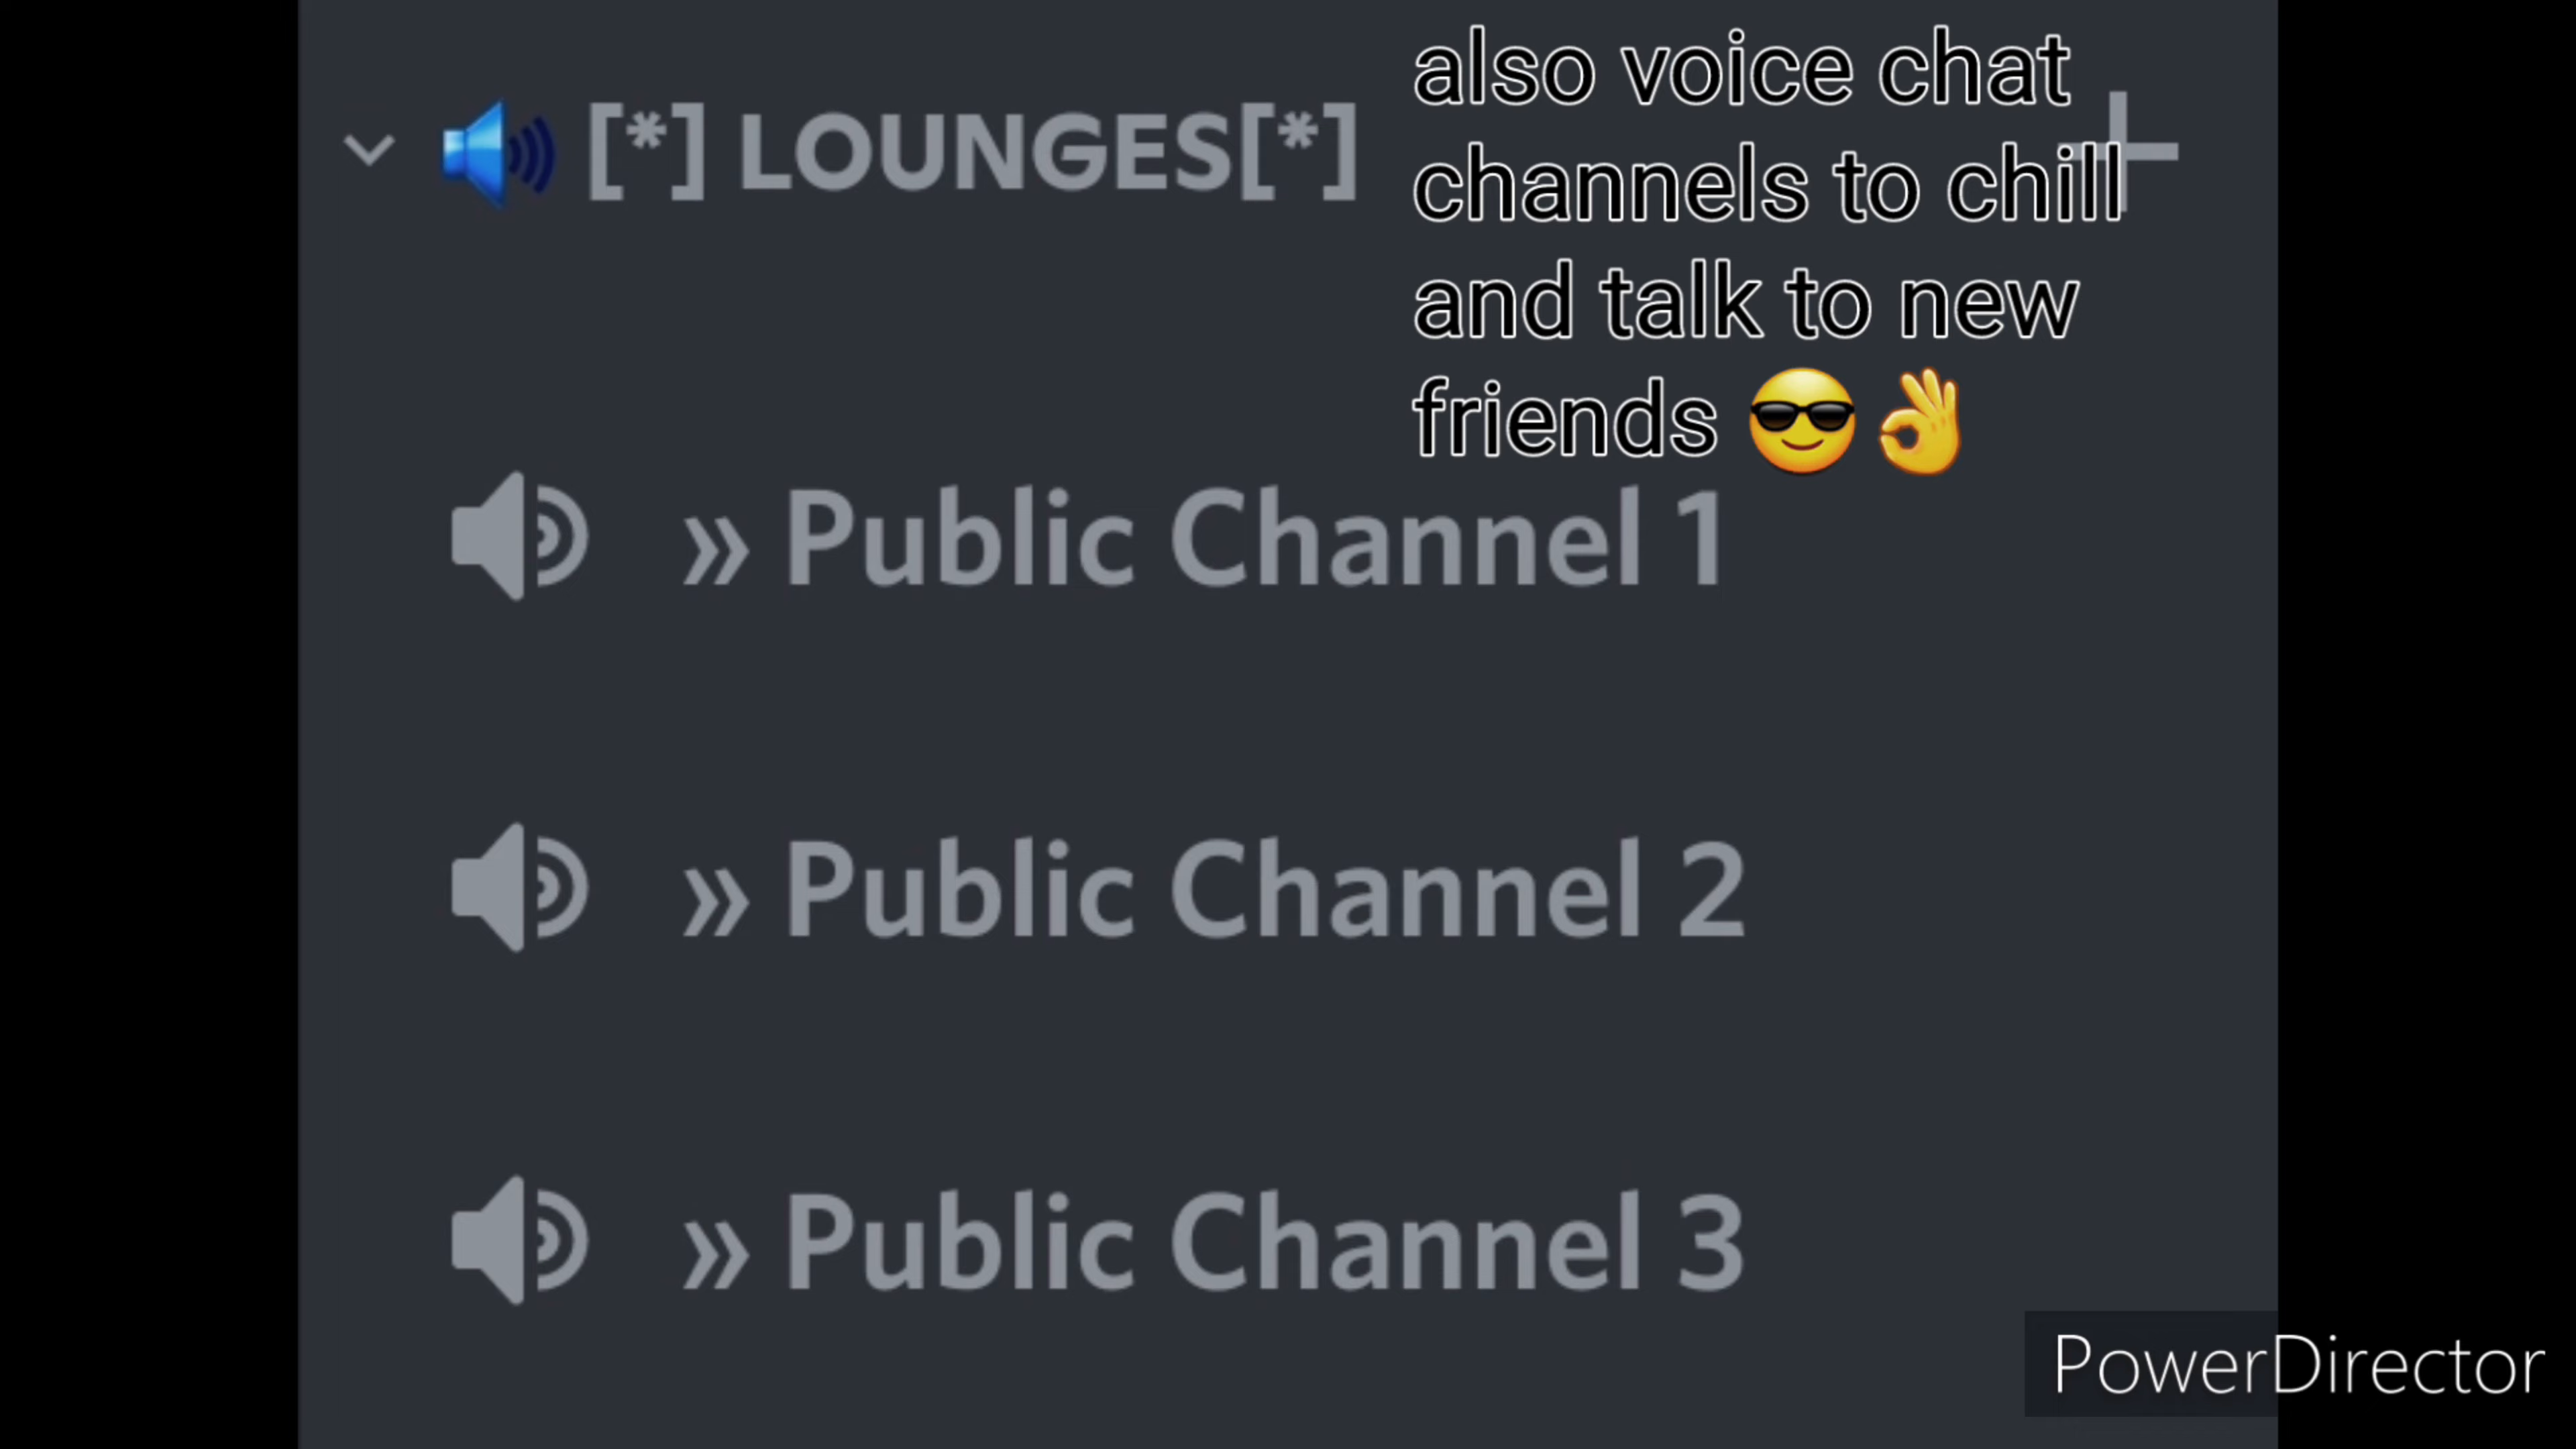 also voice chat
channels to chill
and talk to new
friends 😎👌
🔊 [*] LOUNGES[*]
» Public Channel 1
» Public Channel 2
» Public Channel 3
PowerDirector